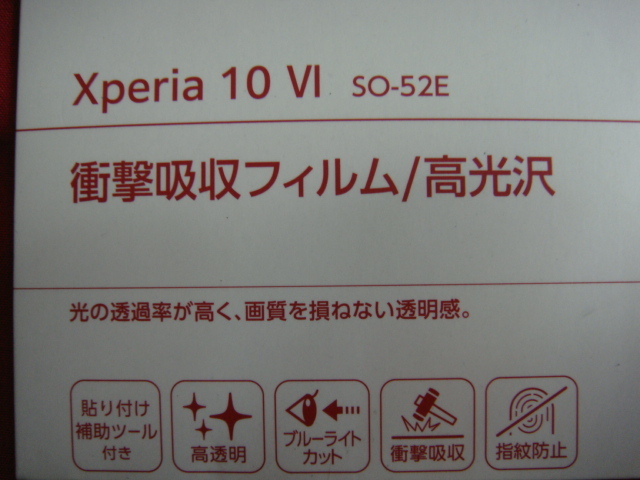 Xperia 10 VI SO-52E
衝撃吸収フィルム/高光沢
光の透過率が高く、画質を損ねない透明感。
貼り付け
補助ツール
付き
高透明
ブルーライト
カット
衝撃吸収
指紋防止